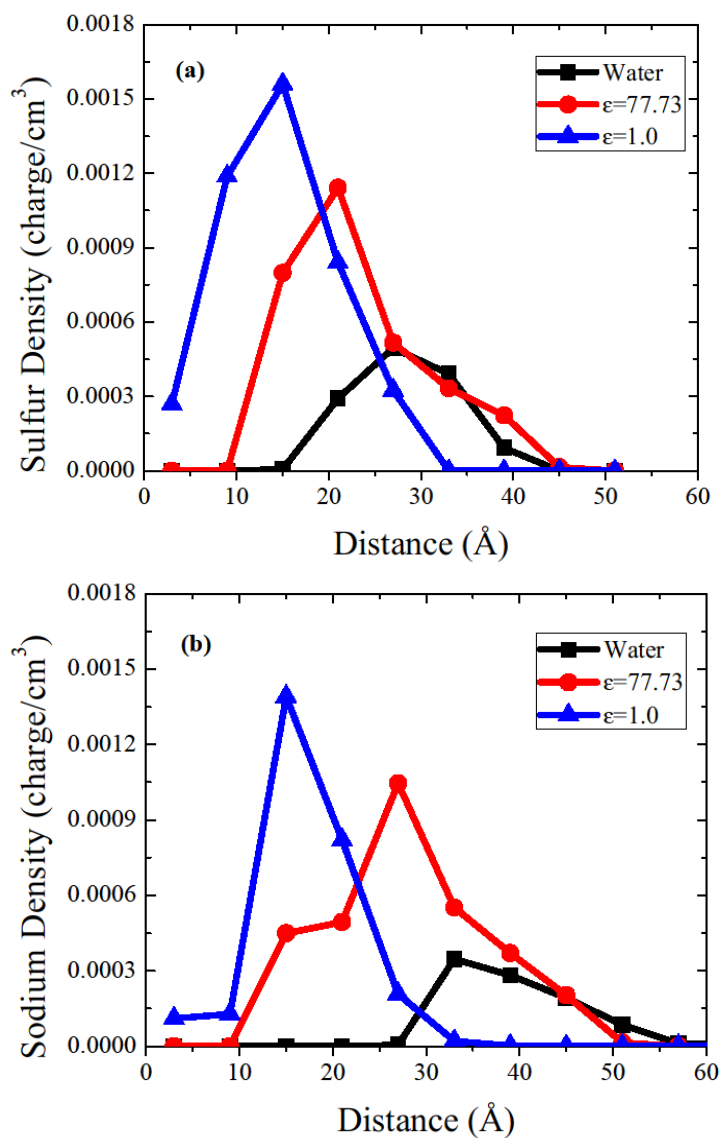 (a)
Water
ε=77.73
ε=1.0
0.0018
0.0015
0.0012
0.0009
0.0006
0.0003
0.0000
Sulfur Density (charge/cm³)
0 10 20 30 40 50 60
Distance (Å)
(b)
Water
ε=77.73
ε=1.0
0.0018
0.0015
0.0012
0.0009
0.0006
0.0003
0.0000
Sodium Density (charge/cm³)
0 10 20 30 40 50 60
Distance (Å)